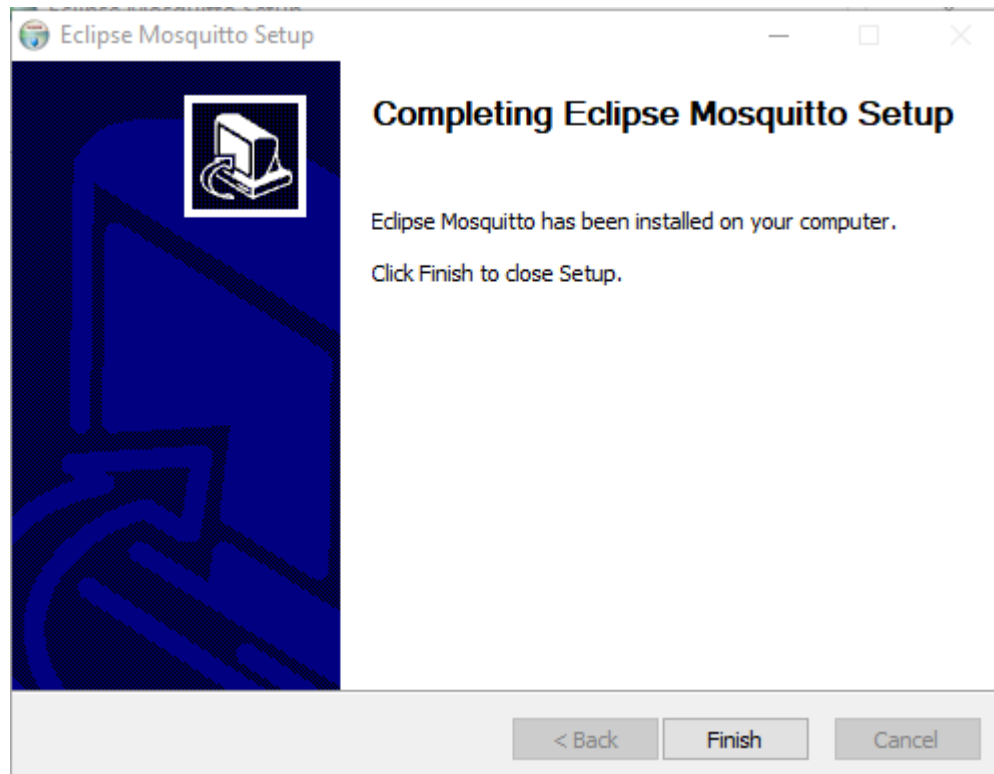 Eclipse Mosquitto Setup
Completing Eclipse Mosquitto Setup
Eclipse Mosquitto has been installed on your computer.
Click Finish to close Setup.
< Back
Finish
Cancel